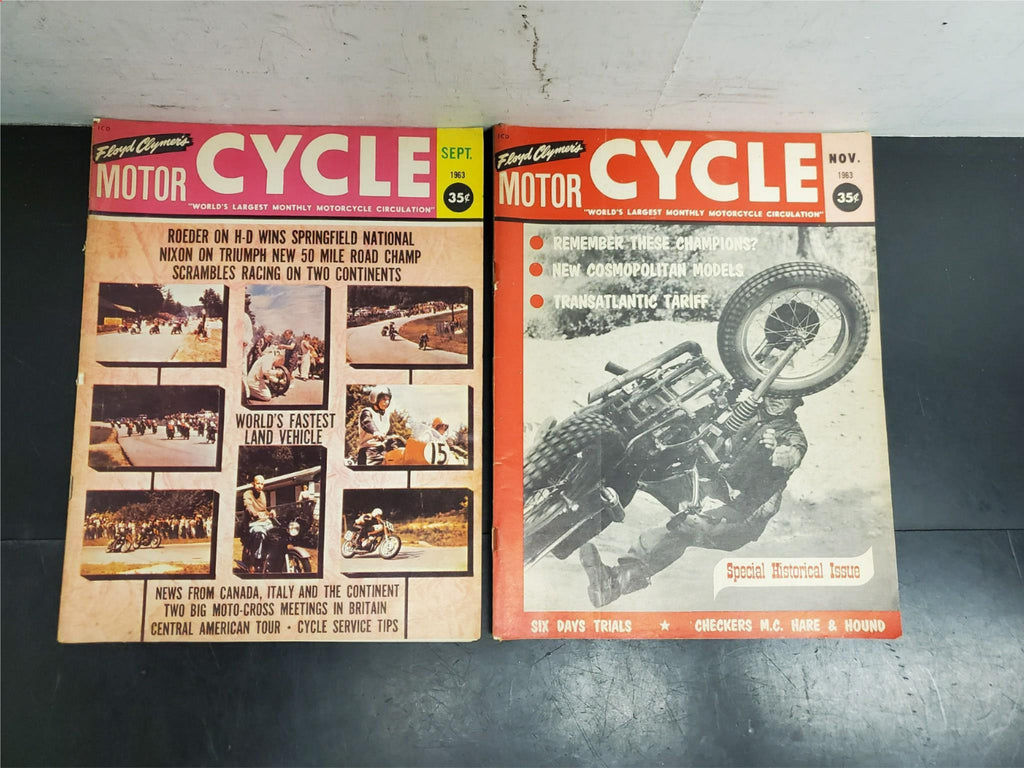 ICD
Floyd Clymer's
MOTOR CYCLE
"WORLD'S LARGEST MONTHLY MOTORCYCLE CIRCULATION"
SEPT.
1963
35¢
ROEDER ON H-D WINS SPRINGFIELD NATIONAL
NIXON ON TRIUMPH NEW 50 MILE ROAD CHAMP
SCRAMBLES RACING ON TWO CONTINENTS
WORLD'S FASTEST
LAND VEHICLE
15
NEWS FROM CANADA, ITALY AND THE CONTINENT
TWO BIG MOTO-CROSS MEETINGS IN BRITAIN
CENTRAL AMERICAN TOUR • CYCLE SERVICE TIPS
ICD
Floyd Clymer's
MOTOR CYCLE
"WORLD'S LARGEST MONTHLY MOTORCYCLE CIRCULATION"
NOV.
1963
35¢
REMEMBER THESE CHAMPIONS?
NEW COSMOPOLITAN MODELS
TRANSATLANTIC TARIFF
Special Historical Issue
SIX DAYS TRIALS ★ CHECKERS M.C. HARE & HOUND